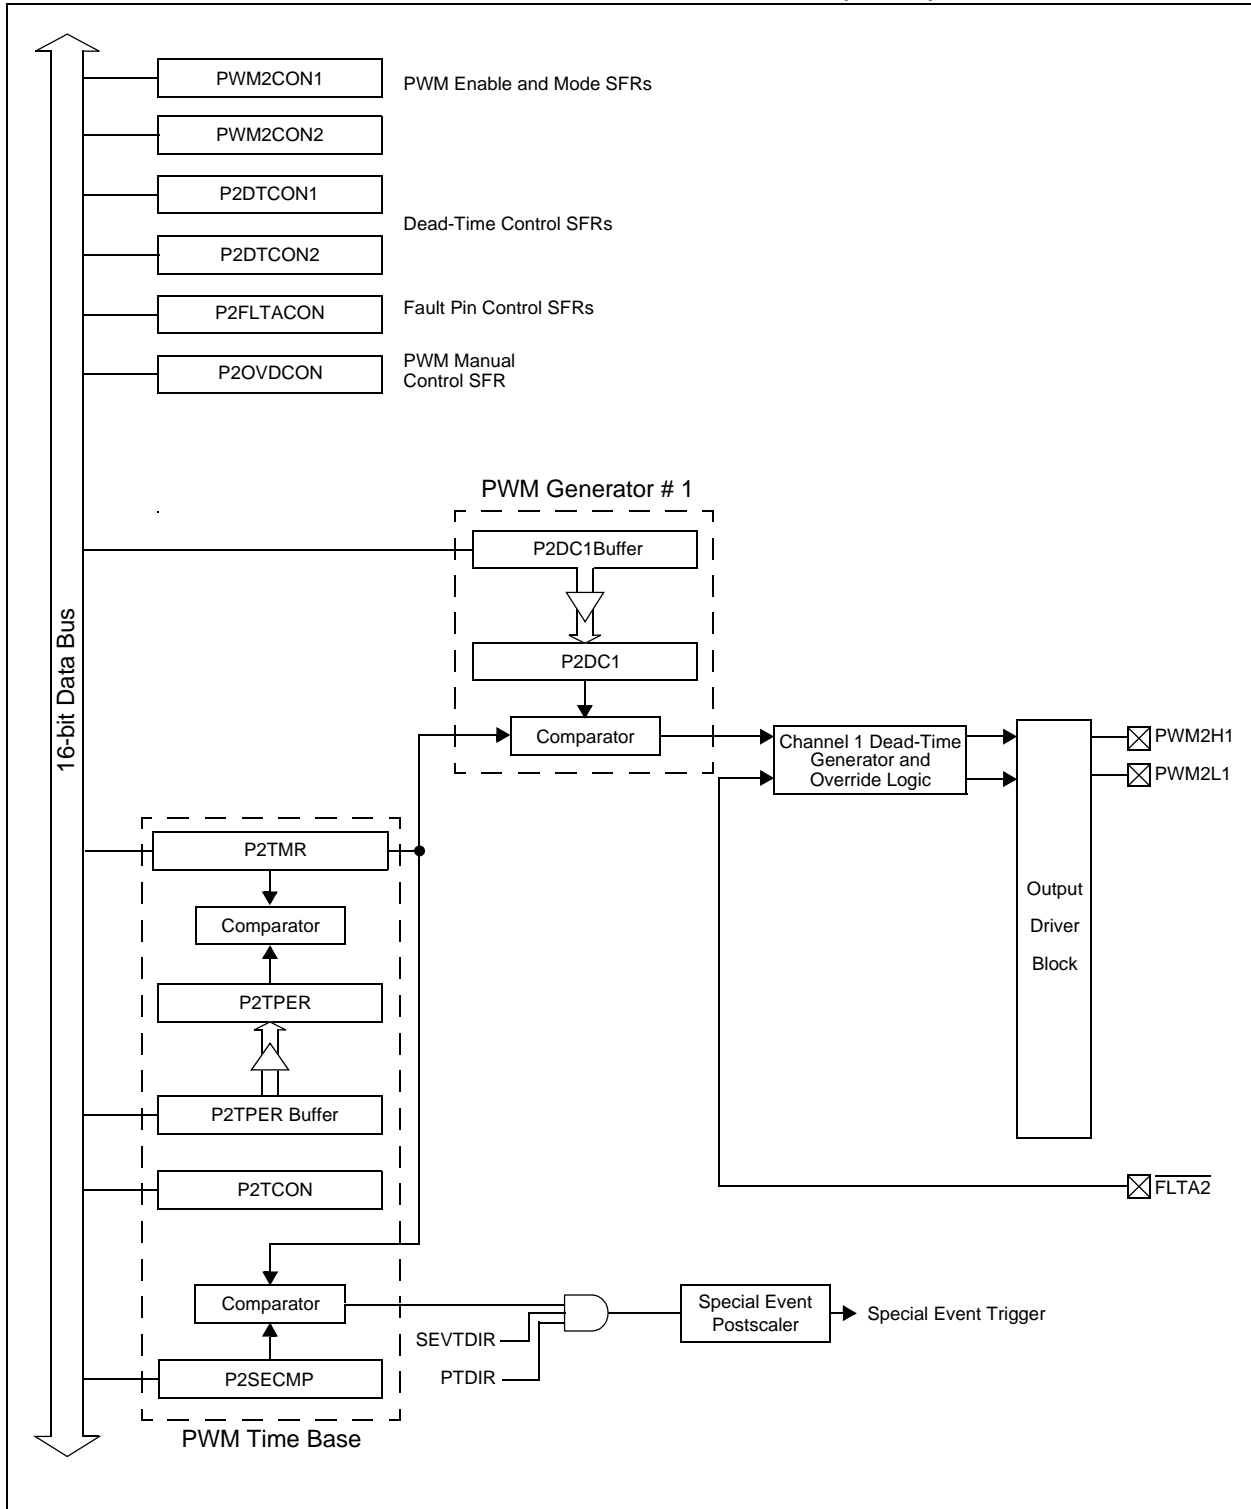 PWM2CON1
PWM Enable and Mode SFRs
PWM2CON2
P2DTCON1
Dead-Time Control SFRs
P2DTCON2
P2FLTACON
Fault Pin Control SFRs
P2OVDCON
PWM Manual
Control SFR
PWM Generator # 1
P2DC1Buffer
P2DC1
Comparator
Channel 1 Dead-Time
Generator and
Override Logic
PWM2H1
PWM2L1
16-bit Data Bus
P2TMR
Comparator
P2TPER
P2TPER Buffer
P2TCON
Output
Driver
Block
FLTA2
Comparator
SEVTDIR
PTDIR
Special Event
Postscaler
Special Event Trigger
P2SECMP
PWM Time Base